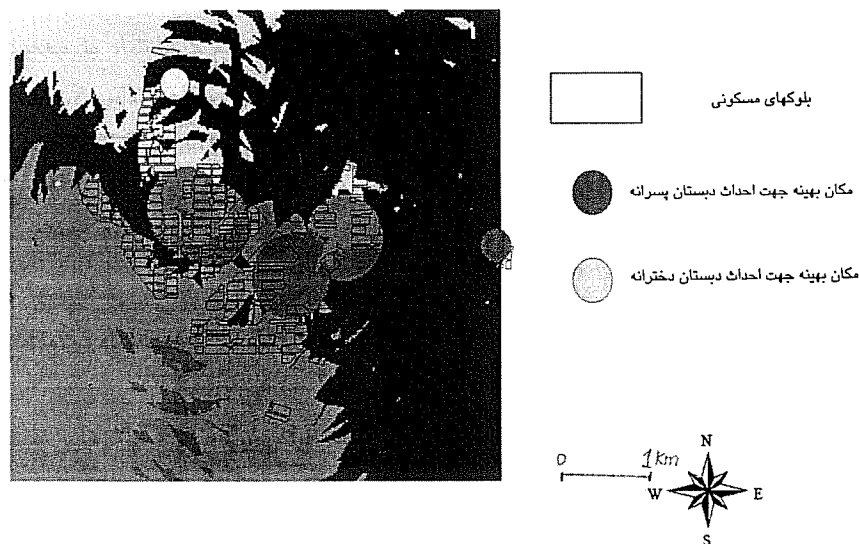 بلوکهای مسکونی
مکان بهینه جهت احداث دبستان پسرانه
مکان بهینه جهت احداث دبستان دخترانه
0 1 km
N
W E
S